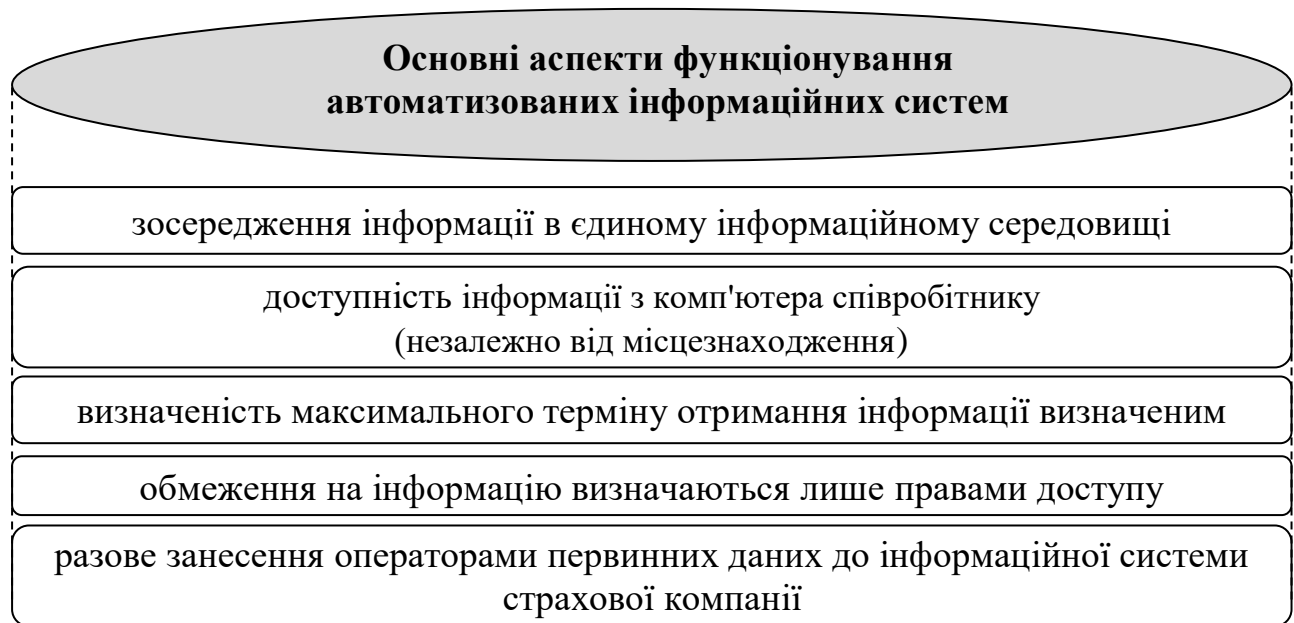 Основні аспекти функціонування
автоматизованих інформаційних систем
зосередження інформації в єдиному інформаційному середовищі
доступність інформації з комп'ютера співробітнику
(незалежно від місцезнаходження)
визначеність максимального терміну отримання інформації визначеним
обмеження на інформацію визначаються лише правами доступу
разове занесення операторами первинних даних до інформаційної системи
страхової компанії